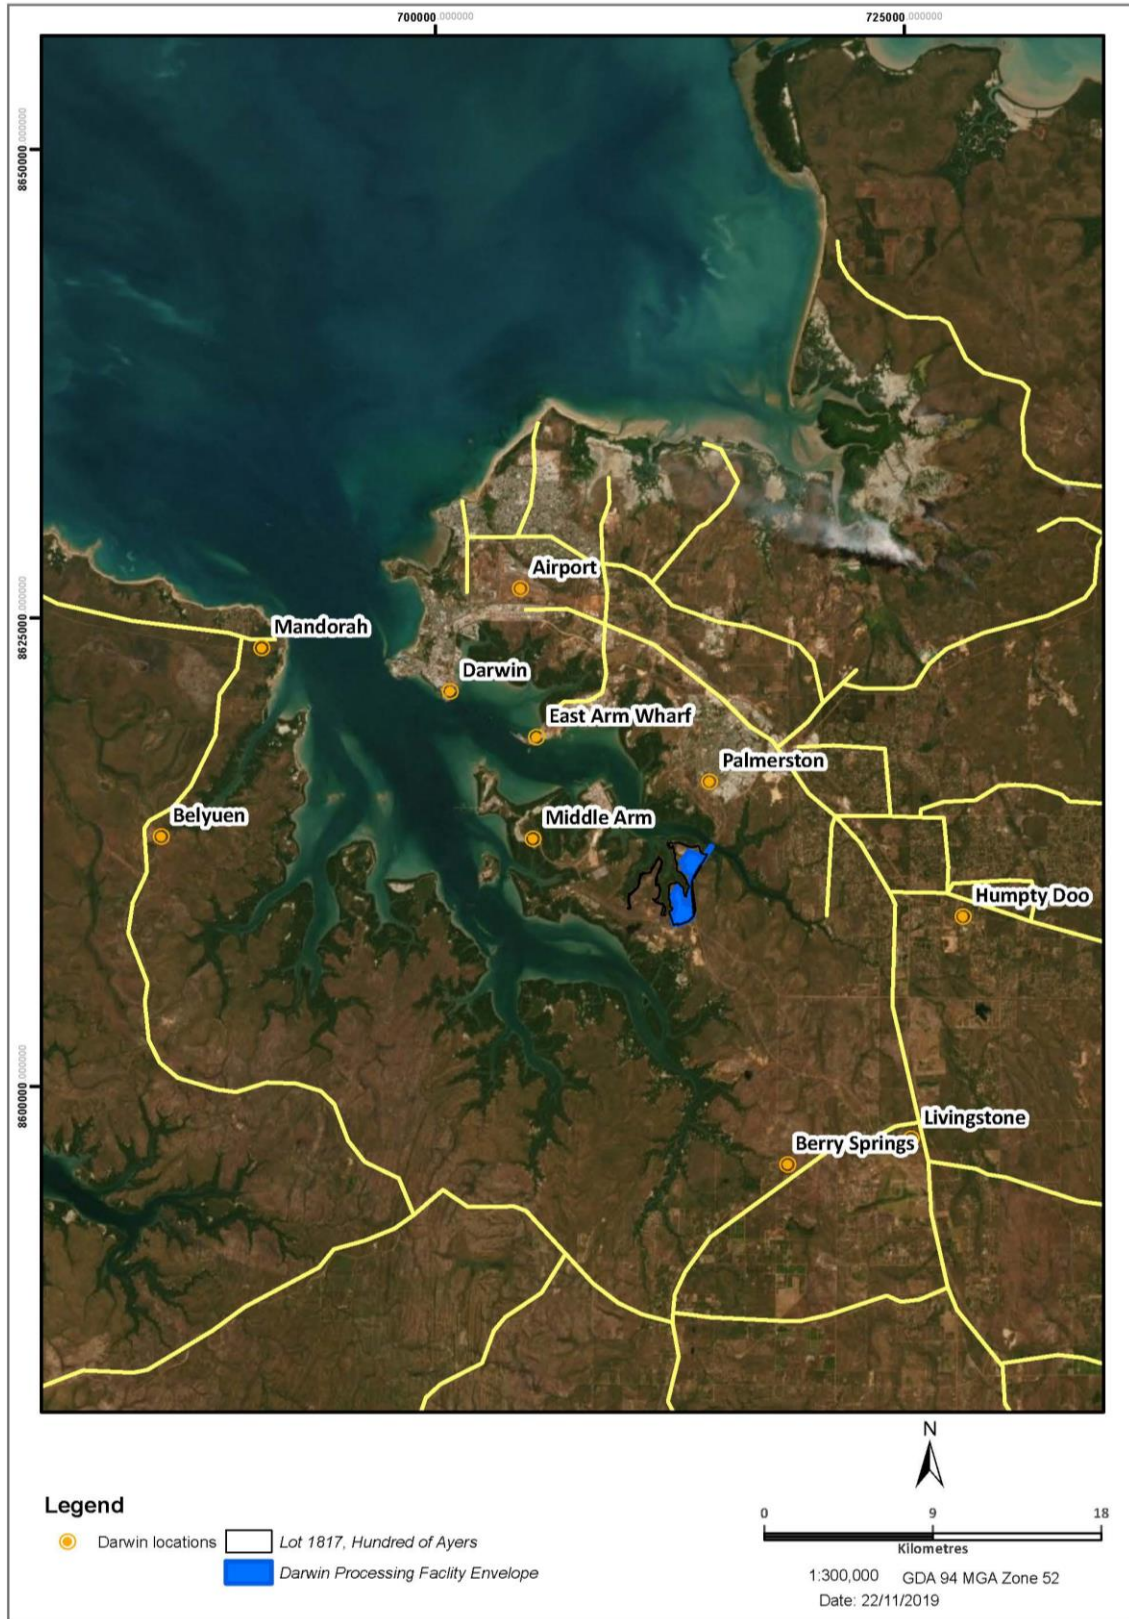 700000.000000
725000.000000
8650000.000000
8625000.000000
8600000.000000
Airport
Mandorah
Darwin
East Arm Wharf
Palmerston
Belyuen
Middle Arm
Humpty Doo
Livingstone
Berry Springs
N
Legend
Darwin locations
Lot 1817, Hundred of Ayers
Darwin Processing Faclity Envelope
0 9 18
Kilometres
1:300,000 GDA 94 MGA Zone 52
Date: 22/11/2019